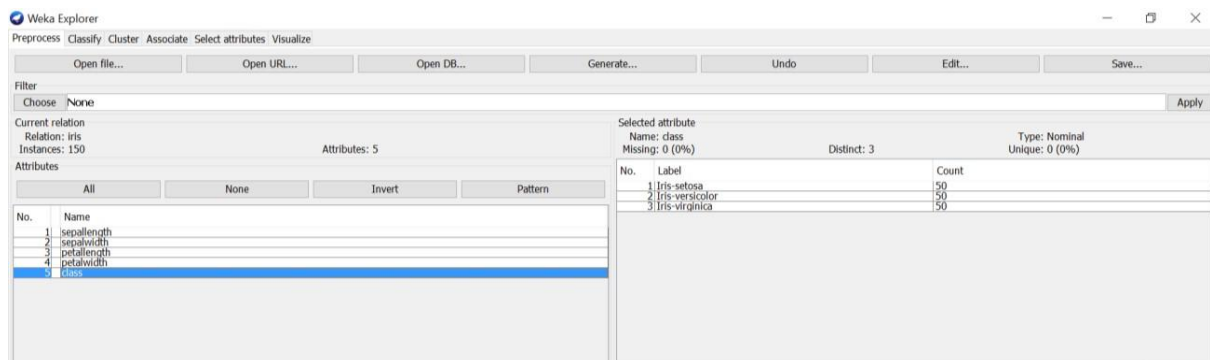 Weka Explorer
Preprocess Classify Cluster Associate Select attributes Visualize
Open file... Open URL... Open DB... Generate... Undo Edit... Save...
Filter
Choose None Apply
Current relation
Relation: iris
Instances: 150 Attributes: 5
Attributes
All None Invert Pattern
No. Name
1 sepallength
2 sepalwidth
3 petallength
4 petalwidth
5 class
Selected attribute
Name: class Type: Nominal
Missing: 0 (0%) Distinct: 3 Unique: 0 (0%)
No. Label Count
1 Iris-setosa 50
2 Iris-versicolor 50
3 Iris-virginica 50